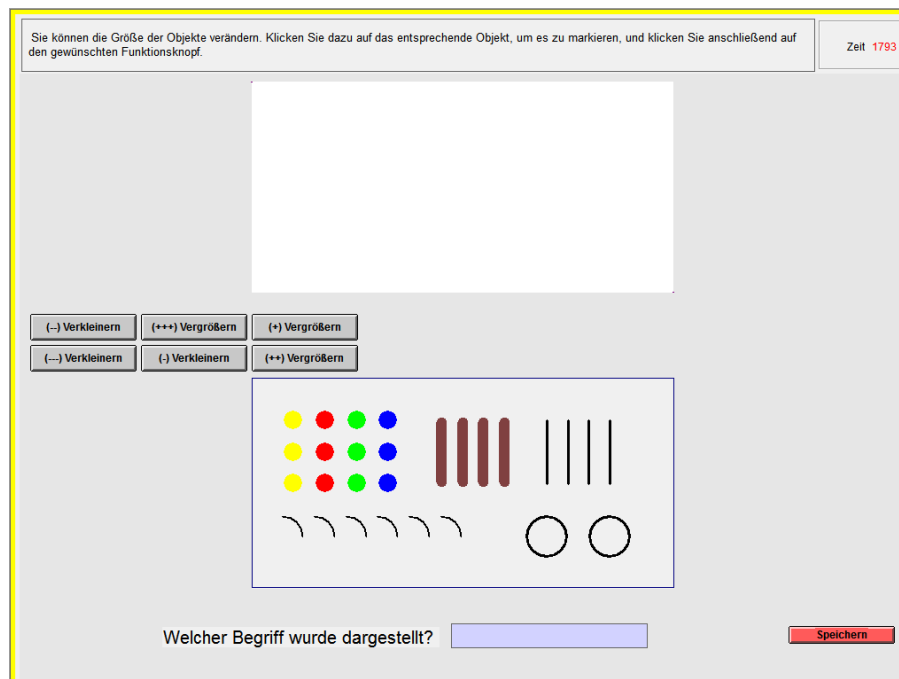 Sie können die Größe der Objekte verändern. Klicken Sie dazu auf das entsprechende Objekt, um es zu markieren, und klicken Sie anschließend auf
den gewünschten Funktionsknopf.
Zeit 1793
(--) Verkleinern
(+++) Vergrößern
(+) Vergrößern
(---) Verkleinern
(-) Verkleinern
(++) Vergrößern
Welcher Begriff wurde dargestellt?
Speichern